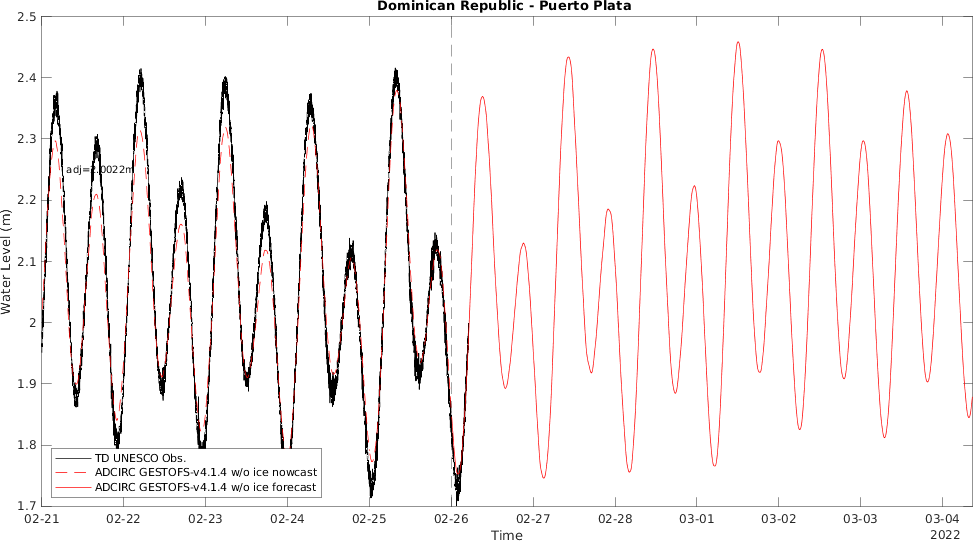 Dominican Republic - Puerto Plata
2.5
2.4
2.3
2.2
2.1
2
1.9
1.8
1.7
Water Level (m)
adj=2.0022m
TD UNESCO Obs.
ADCIRC GESTOFS-v4.1.4 w/o ice nowcast
ADCIRC GESTOFS-v4.1.4 w/o ice forecast
02-21 02-22 02-23 02-24 02-25 02-26 02-27 02-28 03-01 03-02 03-03 03-04
Time
2022